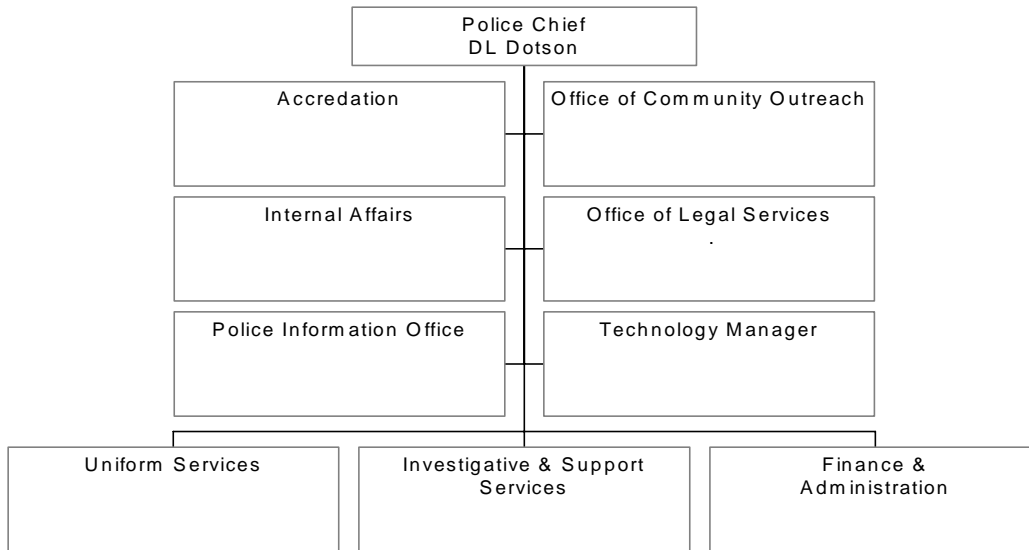 Police Chief
DL Dotson
Accredation
Office of Community Outreach
Internal Affairs
Office of Legal Services
.
Police Information Office
Technology Manager
Uniform Services
Investigative & Support
Services
Finance &
Administration